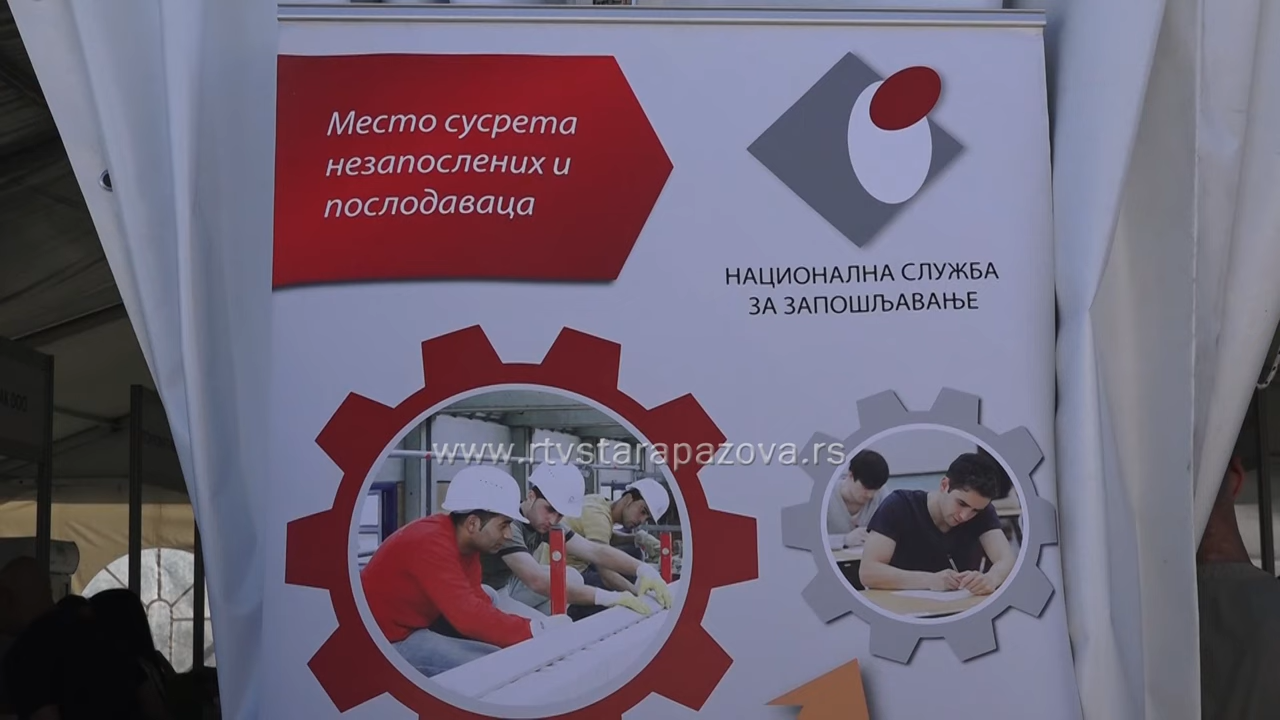 Место сусрета
незапослених и
послодаваца
НАЦИОНАЛНА СЛУЖБА
ЗА ЗАПОШЉАВАЊЕ
www.rtvstarapazova.rs